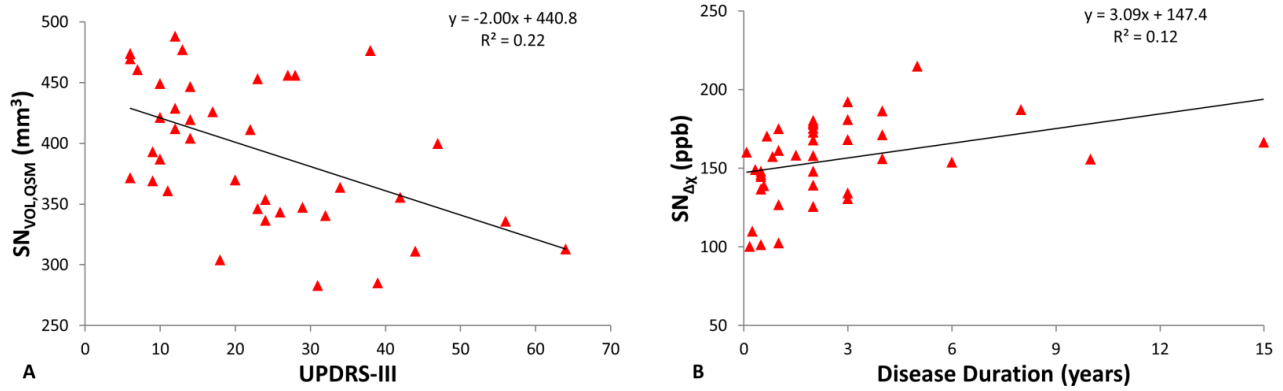 y = -2.00x + 440.8
R² = 0.22
500
450
400
350
300
250
SN_VOL,QSM (mm³)
0 10 20 30 40 50 60 70
A
UPDRS-III
y = 3.09x + 147.4
R² = 0.12
250
200
150
100
50
SN_Δχ (ppb)
0 3 6 9 12 15
B
Disease Duration (years)